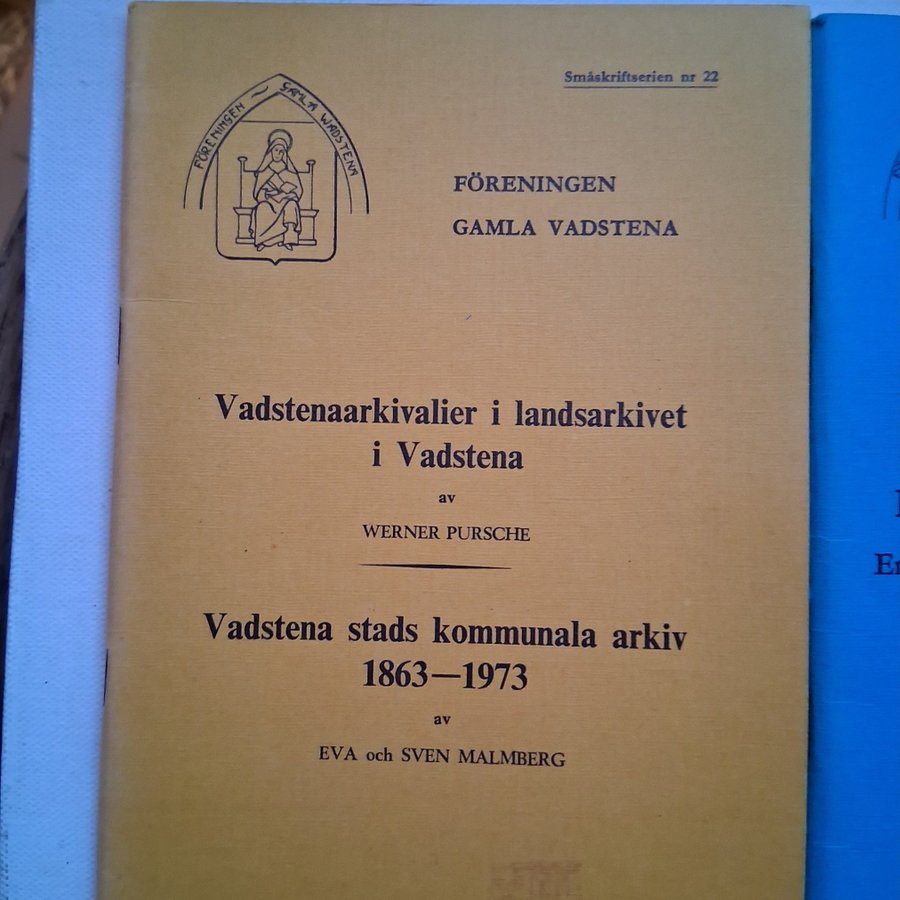 Småskriftserien nr 22
FÖRENINGEN ~ GAMLA WADSTENA
FÖRENINGEN
GAMLA VADSTENA
Vadstenaarkivalier i landsarkivet
i Vadstena
av
WERNER PURSCHE
Vadstena stads kommunala arkiv
1863—1973
av
EVA och SVEN MALMBERG